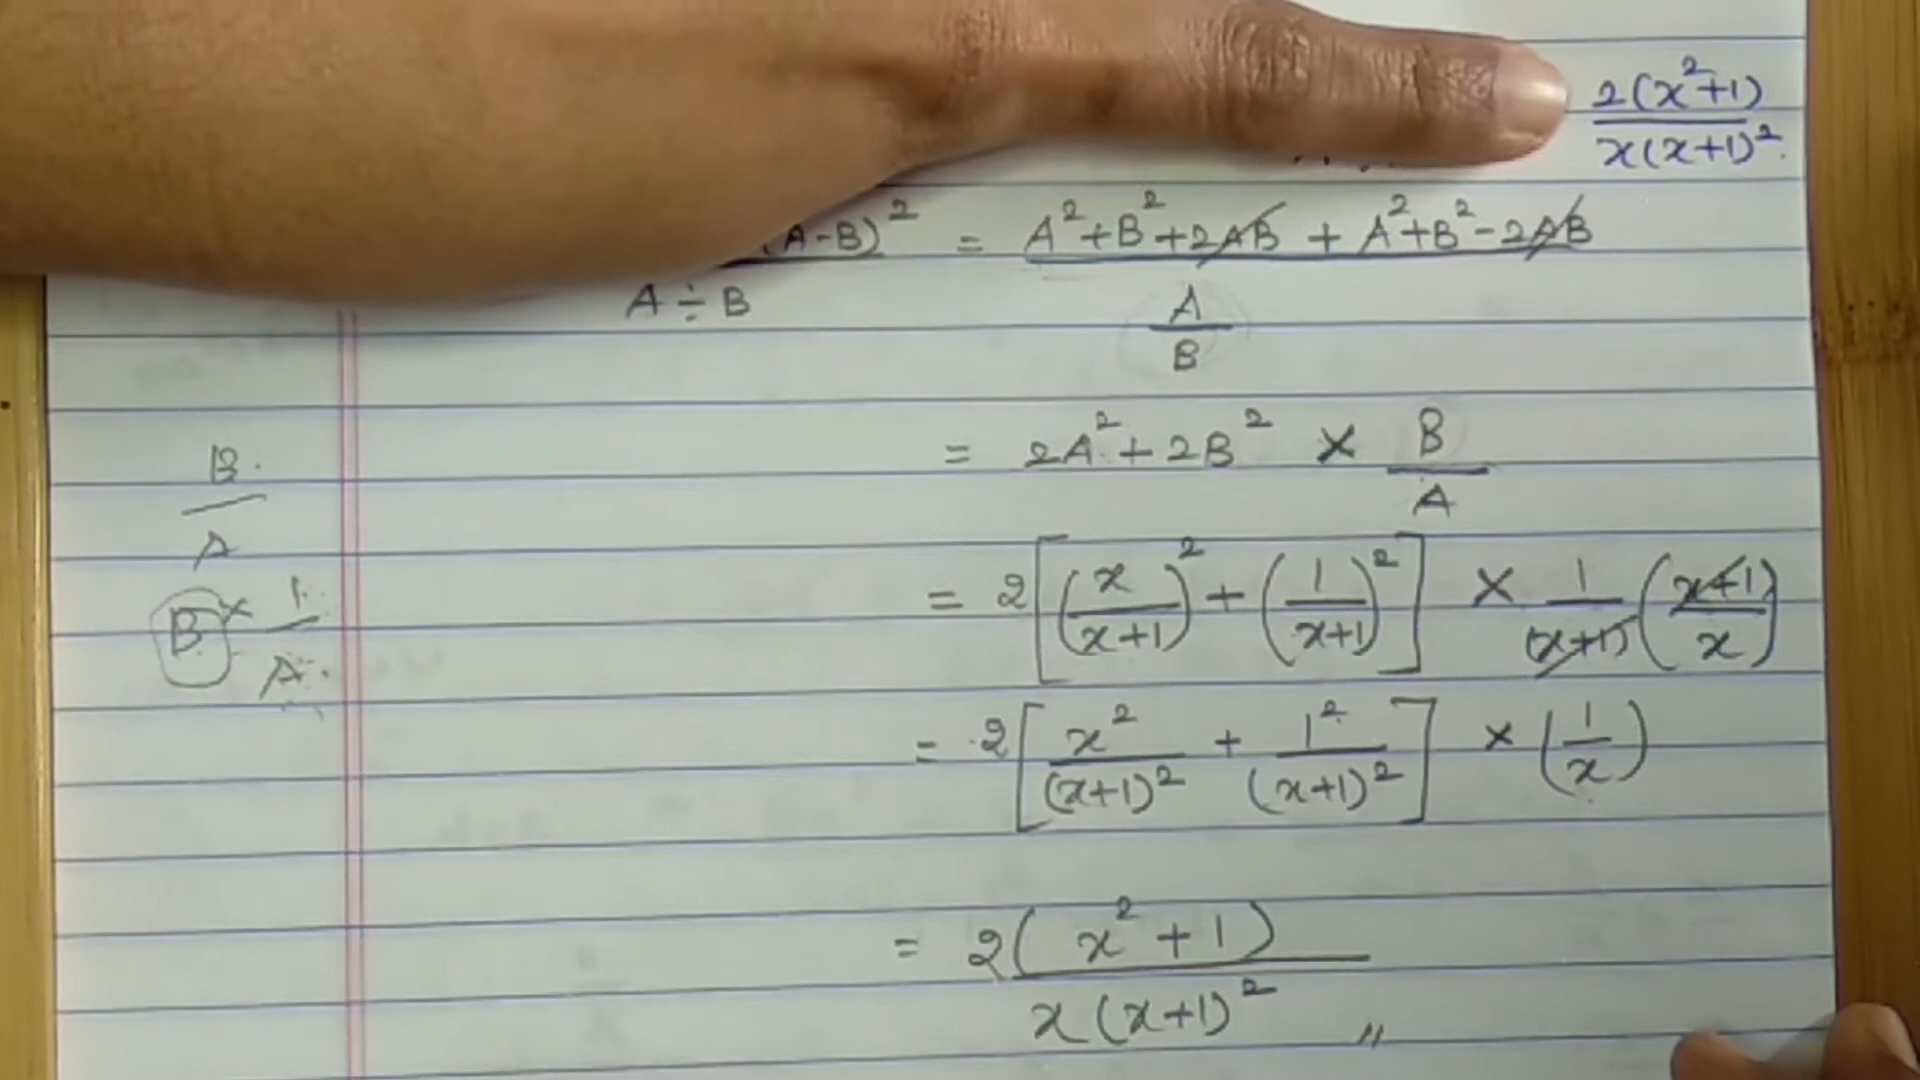 2(x²+1)
x(x+1)²
(A-B)² = A²+B²+2AB + A²+B²-2AB
A ÷ B
A
B
= 2A²+2B² × B
A
B
A
= 2[(x/(x+1))² + (1/(x+1))²] × 1/(x+1) ((x+1)/x)
B × 1
A
= 2[x²/(x+1)² + 1²/(x+1)²] × (1/x)
= 2(x²+1)
x(x+1)² ,,